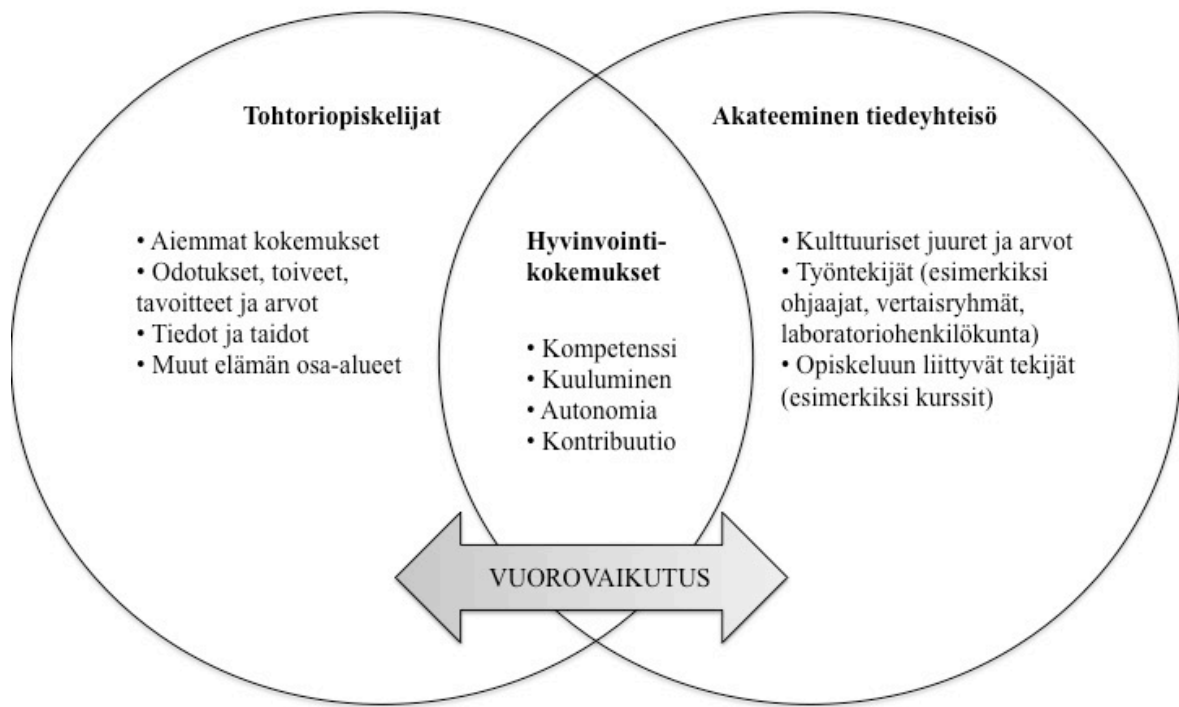 Tohtoriopiskelijat
• Aiemmat kokemukset
• Odotukset, toiveet,
tavoitteet ja arvot
• Tiedot ja taidot
• Muut elämän osa-alueet
Hyvinvointi-
kokemukset
• Kompetenssi
• Kuuluminen
• Autonomia
• Kontribuutio
Akateeminen tiedeyhteisö
• Kulttuuriset juuret ja arvot
• Työntekijät (esimerkiksi
ohjaajat, vertaisryhmät,
laboratoriohenkilökunta)
• Opiskeluun liittyvät tekijät
(esimerkiksi kurssit)
VUOROVAIKUTUS